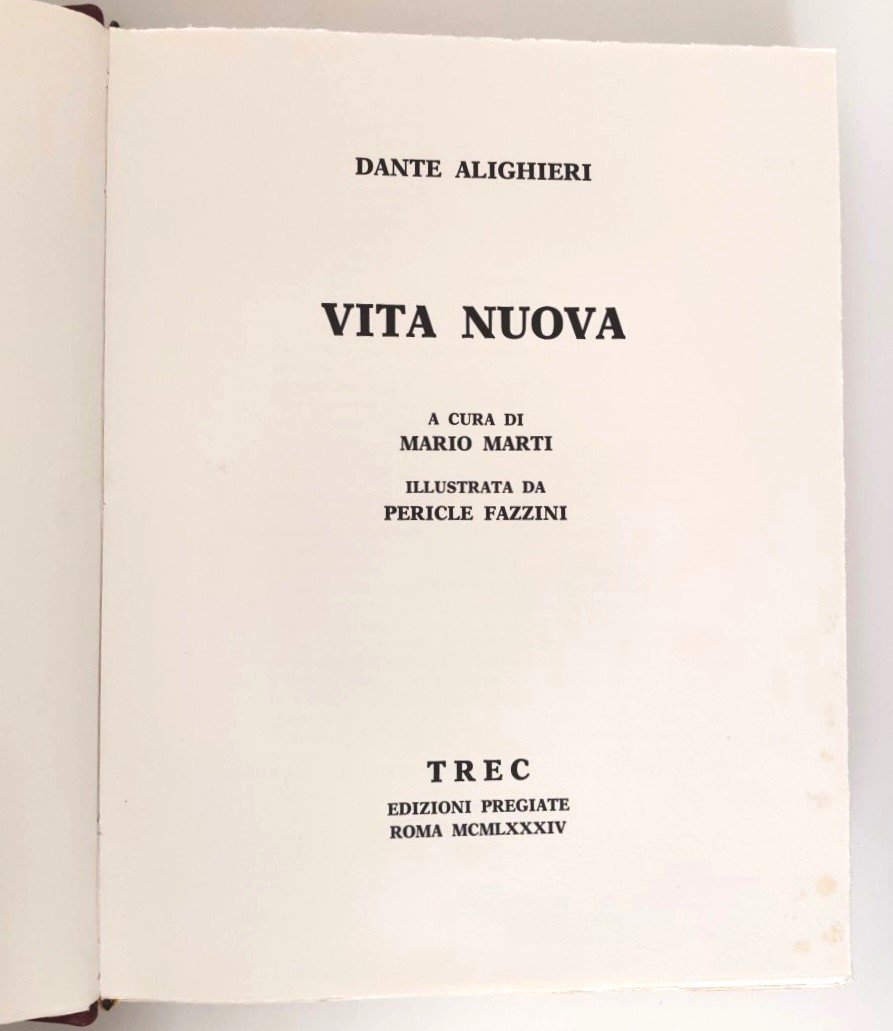 DANTE ALIGHIERI
VITA NUOVA
A CURA DI
MARIO MARTI
ILLUSTRATA DA
PERICLE FAZZINI
TREC
EDIZIONI PREGIATE
ROMA MCMLXXXIV